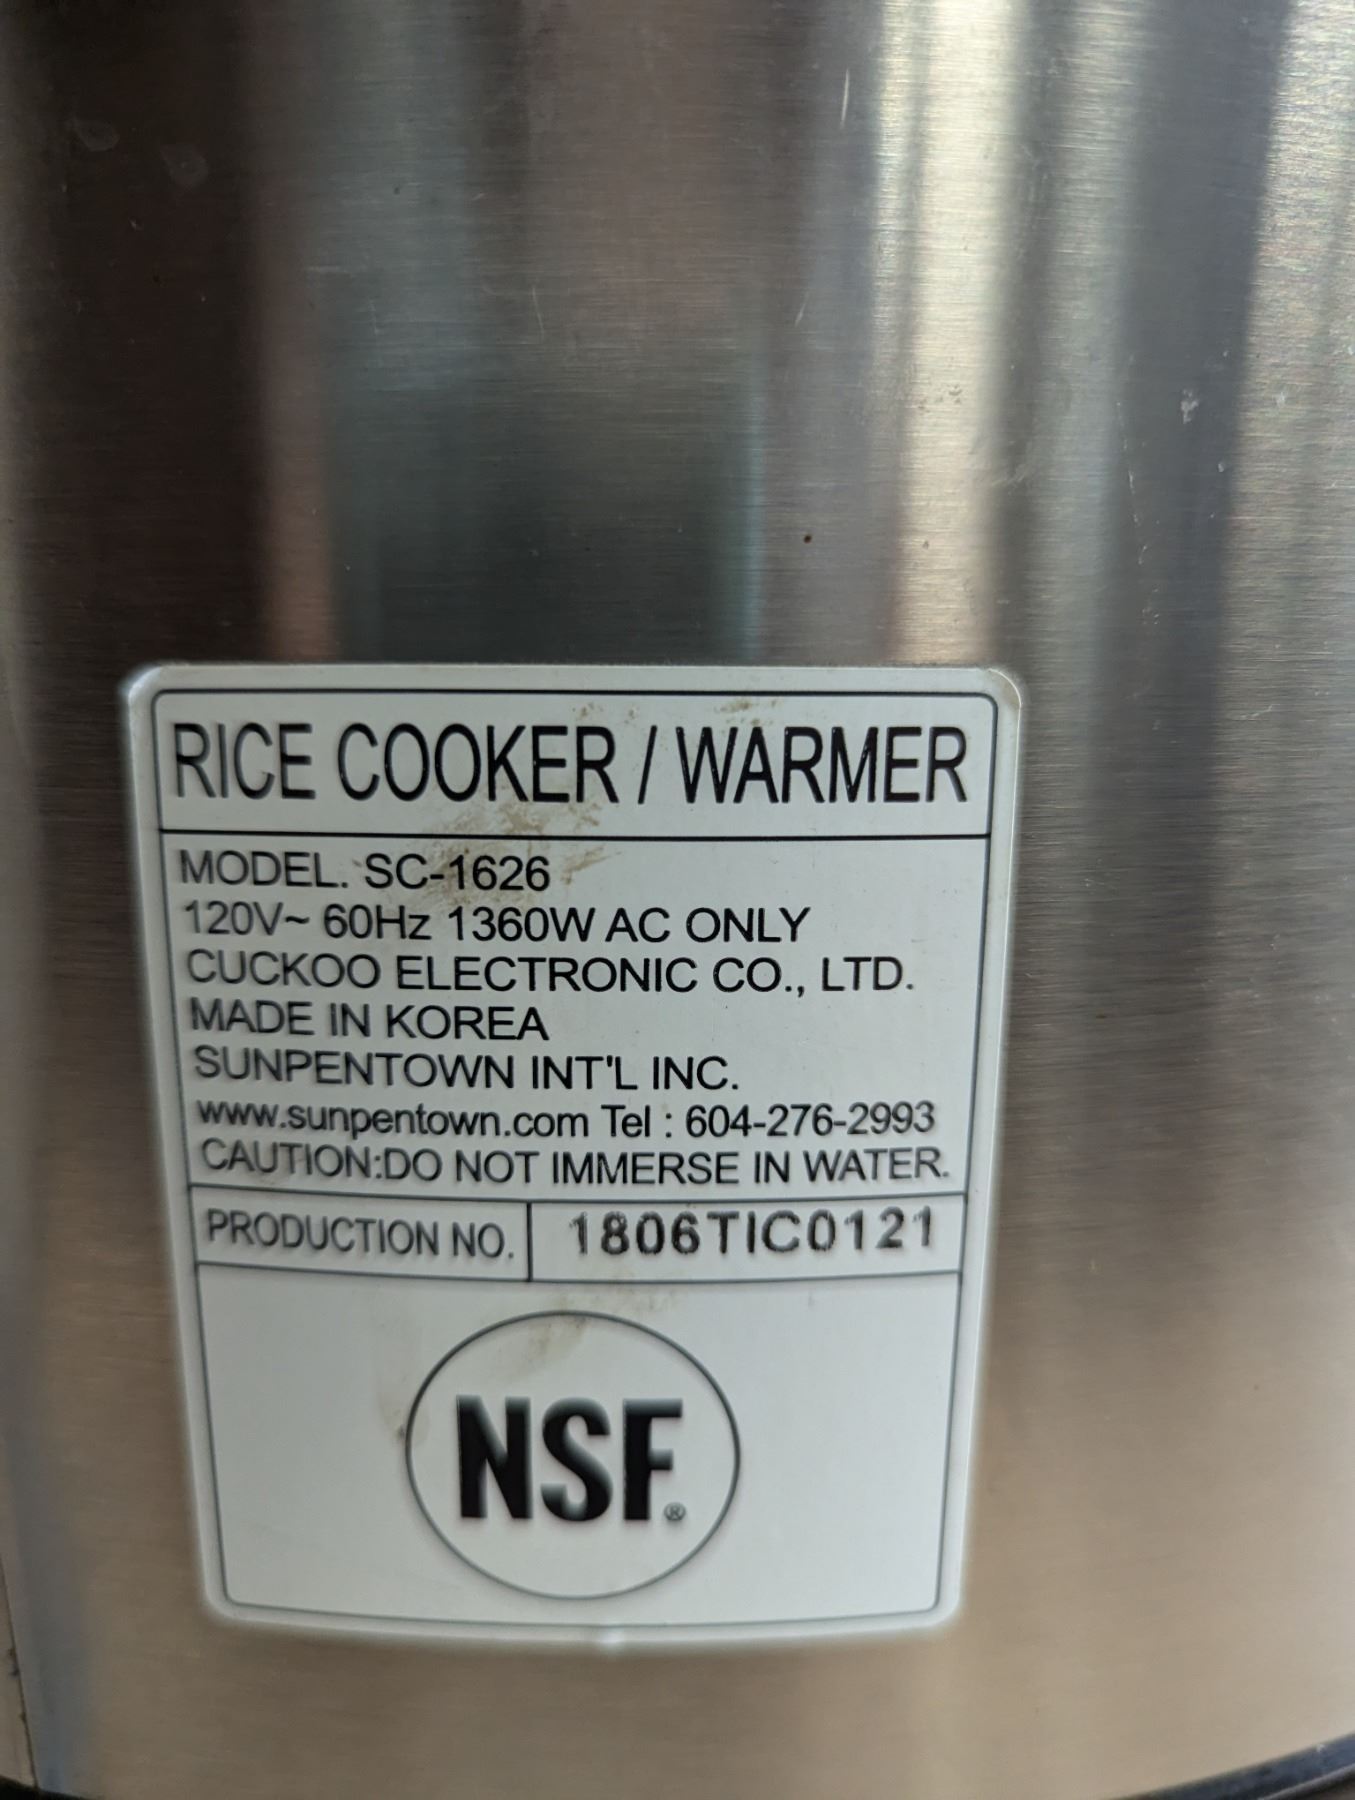 RICE COOKER / WARMER
MODEL. SC-1626
120V~ 60Hz 1360W AC ONLY
CUCKOO ELECTRONIC CO., LTD.
MADE IN KOREA
SUNPENTOWN INT'L INC.
www.sunpentown.com Tel : 604-276-2993
CAUTION:DO NOT IMMERSE IN WATER.
PRODUCTION NO. 1806TIC0121
NSF®